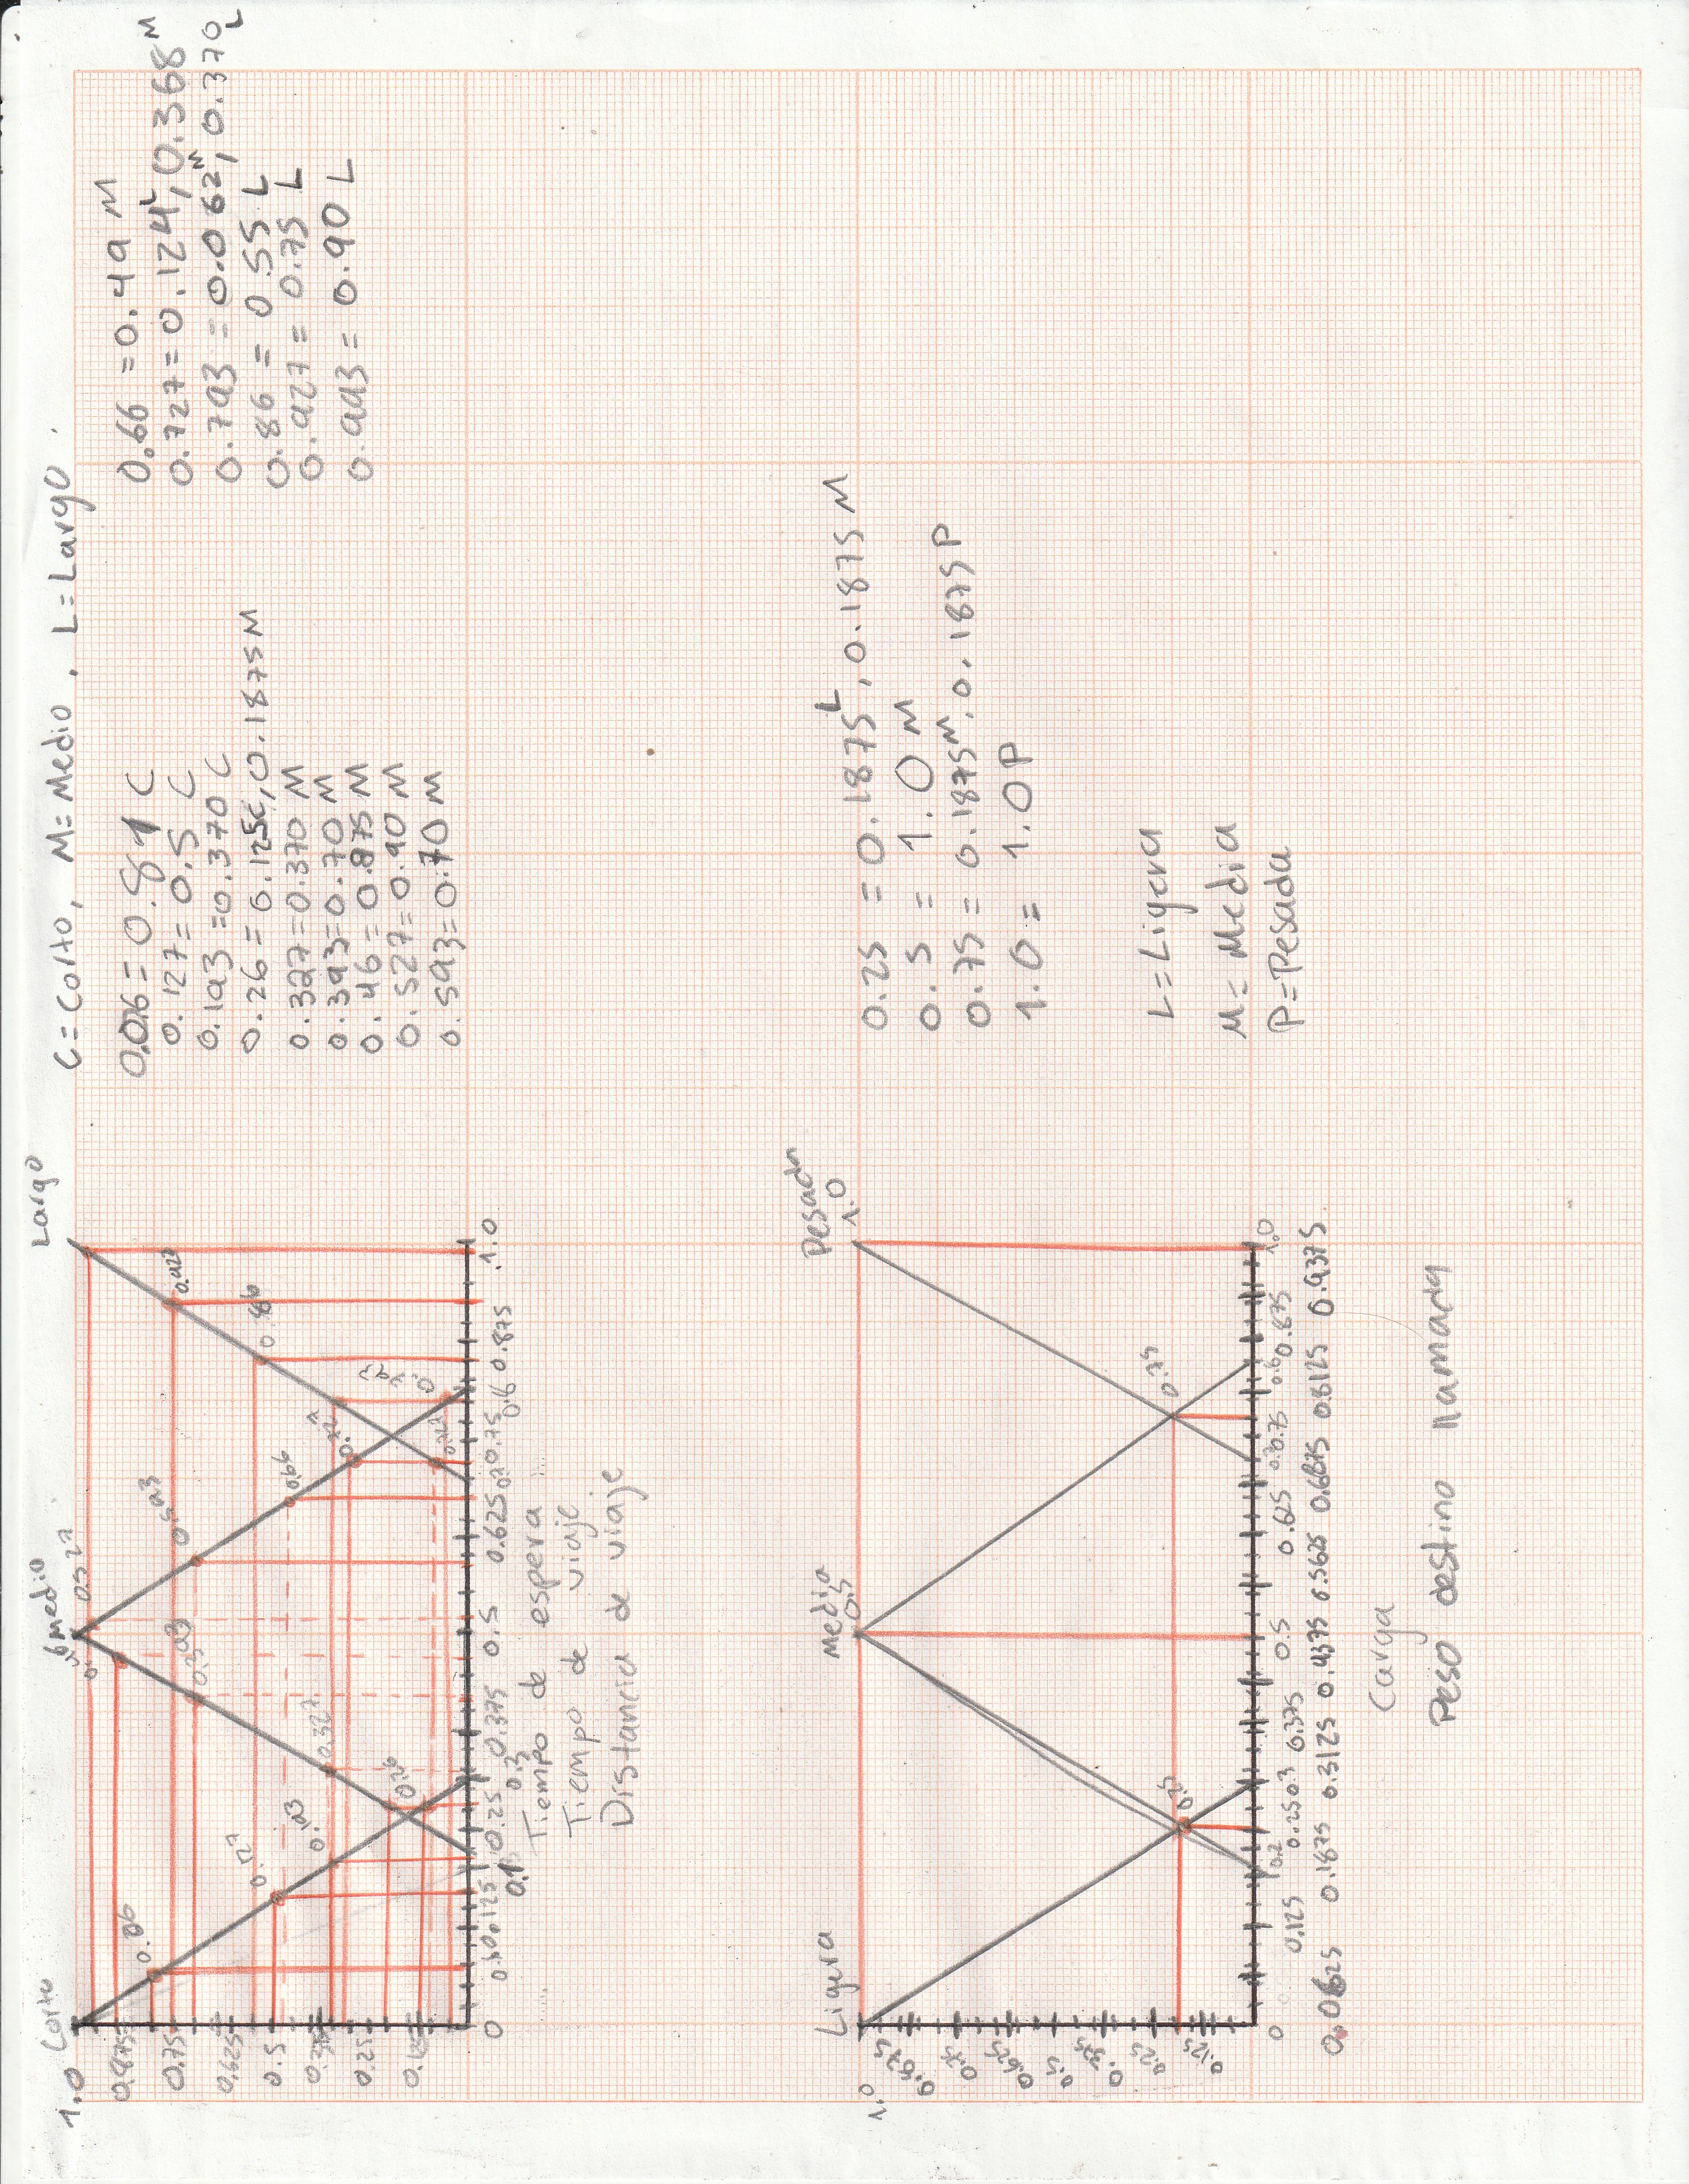 Corto
Medio
Largo
1.0
0.46
0.527
0.875
0.06
0.75
0.393
0.593
0.927
0.625
0.127
0.5
0.86
0.193
0.66
0.375
0.327
0.727
0.25
0.26
0.793
0.125
0.727
0
0.125
0.25
0.3
0.375
0.5
0.625
0.7
0.75
0.8
0.875
1.0
Tiempo de espera
Tiempo de viaje
Distancia de viaje
C = Corto, M = Medio, L = Largo
0.06 = 0.81 C
0.127 = 0.5 C
0.193 = 0.370 C
0.26 = 0.125C, 0.1875 M
0.327 = 0.370 M
0.393 = 0.70 M
0.46 = 0.875 M
0.527 = 0.90 M
0.593 = 0.70 M
0.66 = 0.49 M
0.727 = 0.124 L, 0.368 M
0.793 = 0.062 M, 0.370 L
0.86 = 0.55 L
0.927 = 0.75 L
0.993 = 0.90 L
Ligera
Media
0.5
Pesada
1.0
1.0
0.875
0.75
0.625
0.5
0.375
0.25
0.125
0.25
0.75
0
0.125
0.2
0.25
0.3
0.375
0.5
0.625
0.75
0.875
1.0
0.0625 0.1875 0.3125 0.4375 0.5625 0.6875 0.8125 0.9375
Carga
Peso destino llamada
0.25 = 0.1875 L, 0.1875 M
0.5 = 1.0 M
0.75 = 0.1875 M, 0.1875 P
1.0 = 1.0 P
L = Ligera
M = Media
P = Pesada